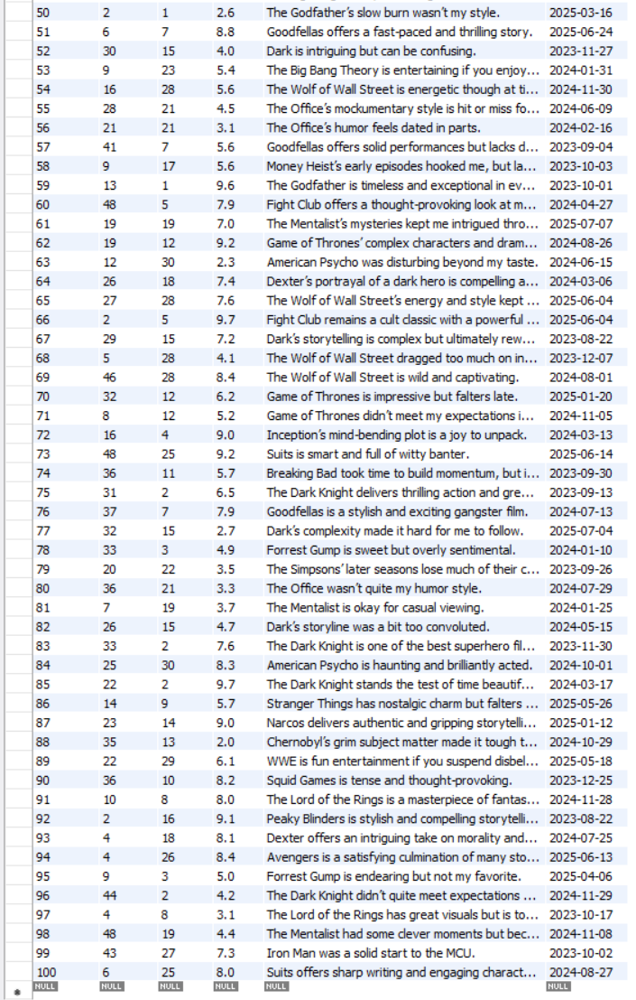 50 2 1 2.6 The Godfather’s slow burn wasn’t my style. 2025-03-16
51 6 7 8.8 Goodfellas offers a fast-paced and thrilling story. 2025-06-24
52 30 15 4.0 Dark is intriguing but can be confusing. 2023-11-27
53 9 23 5.4 The Big Bang Theory is entertaining if you enjoy... 2024-01-31
54 16 28 5.6 The Wolf of Wall Street is energetic though at ti... 2024-11-30
55 28 21 4.5 The Office’s mockumentary style is hit or miss fo... 2024-06-09
56 21 21 3.1 The Office’s humor feels dated in parts. 2024-02-16
57 41 7 5.6 Goodfellas offers solid performances but lacks d... 2023-09-04
58 9 17 5.6 Money Heist’s early episodes hooked me, but la... 2023-10-03
59 13 1 9.6 The Godfather is timeless and exceptional in ev... 2023-10-01
60 48 5 7.9 Fight Club offers a thought-provoking look at m... 2024-04-27
61 19 19 7.0 The Mentalist’s mysteries kept me intrigued thro... 2025-07-07
62 19 12 9.2 Game of Thrones’ complex characters and dram... 2024-08-26
63 12 30 2.3 American Psycho was disturbing beyond my taste. 2024-06-15
64 26 18 7.4 Dexter’s portrayal of a dark hero is compelling a... 2024-03-06
65 27 28 7.6 The Wolf of Wall Street’s energy and style kept ... 2025-06-04
66 2 5 9.7 Fight Club remains a cult classic with a powerful ... 2025-06-04
67 29 15 7.2 Dark’s storytelling is complex but ultimately rew... 2023-08-22
68 5 28 4.1 The Wolf of Wall Street dragged too much on in... 2023-12-07
69 46 28 8.4 The Wolf of Wall Street is wild and captivating. 2024-08-01
70 32 12 6.2 Game of Thrones is impressive but falters late. 2025-01-20
71 8 12 5.2 Game of Thrones didn’t meet my expectations i... 2024-11-05
72 16 4 9.0 Inception’s mind-bending plot is a joy to unpack. 2024-03-13
73 48 25 9.2 Suits is smart and full of witty banter. 2025-06-14
74 36 11 5.7 Breaking Bad took time to build momentum, but i... 2023-09-30
75 31 2 6.5 The Dark Knight delivers thrilling action and gre... 2023-09-13
76 37 7 7.9 Goodfellas is a stylish and exciting gangster film. 2024-07-13
77 32 15 2.7 Dark’s complexity made it hard for me to follow. 2025-07-04
78 33 3 4.9 Forrest Gump is sweet but overly sentimental. 2024-01-10
79 20 22 3.5 The Simpsons’ later seasons lose much of their c... 2023-09-26
80 36 21 3.3 The Office wasn’t quite my humor style. 2024-07-29
81 7 19 3.7 The Mentalist is okay for casual viewing. 2024-01-25
82 26 15 4.7 Dark’s storyline was a bit too convoluted. 2024-05-15
83 33 2 7.6 The Dark Knight is one of the best superhero fil... 2023-11-30
84 25 30 8.3 American Psycho is haunting and brilliantly acted. 2024-10-01
85 22 2 9.7 The Dark Knight stands the test of time beautif... 2024-03-17
86 14 9 5.7 Stranger Things has nostalgic charm but falters ... 2025-05-26
87 23 14 9.0 Narcos delivers authentic and gripping storytelli... 2025-01-12
88 35 13 2.0 Chernobyl’s grim subject matter made it tough t... 2024-10-29
89 22 29 6.1 WWE is fun entertainment if you suspend disbel... 2025-05-18
90 36 10 8.2 Squid Games is tense and thought-provoking. 2023-12-25
91 10 8 8.0 The Lord of the Rings is a masterpiece of fantas... 2024-11-28
92 2 16 9.1 Peaky Blinders is stylish and compelling storytelli... 2023-08-22
93 4 18 8.1 Dexter offers an intriguing take on morality and... 2024-07-25
94 4 26 8.4 Avengers is a satisfying culmination of many sto... 2025-06-13
95 9 3 5.0 Forrest Gump is endearing but not my favorite. 2025-04-06
96 44 2 4.2 The Dark Knight didn’t quite meet expectations ... 2024-11-29
97 4 8 3.1 The Lord of the Rings has great visuals but is to... 2023-10-17
98 48 19 4.4 The Mentalist had some clever moments but bec... 2024-11-08
99 43 27 7.3 Iron Man was a solid start to the MCU. 2023-10-02
100 6 25 8.0 Suits offers sharp writing and engaging charact... 2024-08-27
NULL NULL NULL NULL NULL NULL